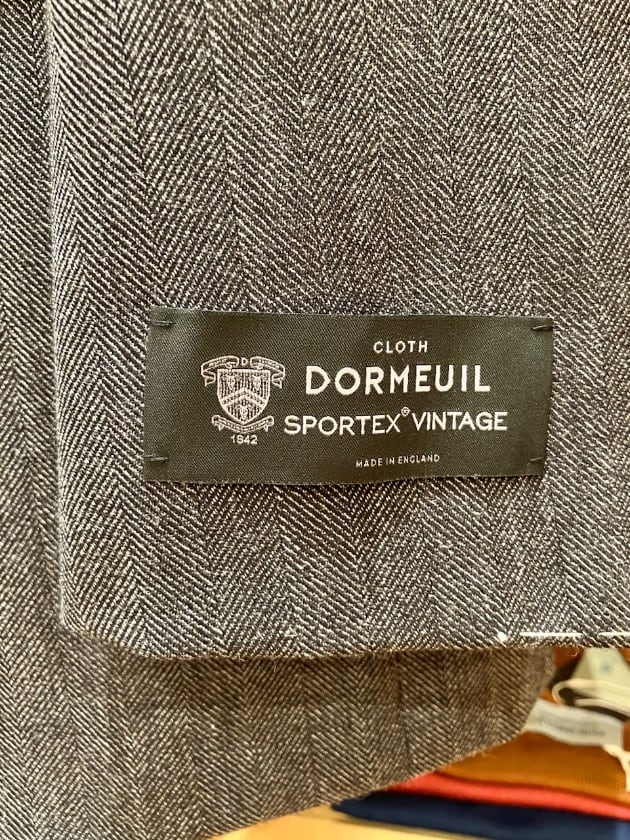 CLOTH
DORMEUIL
SPORTEX® VINTAGE
MADE IN ENGLAND
D
1842